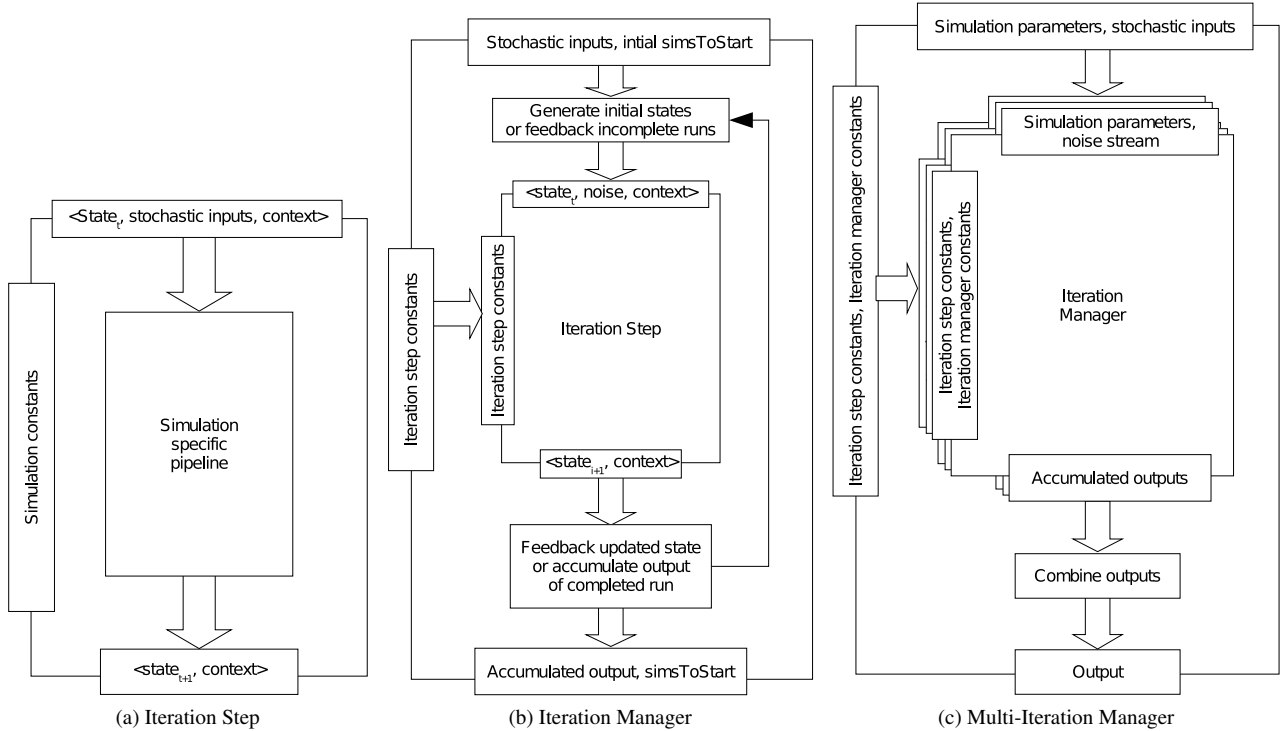 <State_t, stochastic inputs, context>
Simulation constants
Simulation
specific
pipeline
<state_t+1, context>
(a) Iteration Step
Stochastic inputs, intial simsToStart
Generate initial states
or feedback incomplete runs
<state_t, noise, context>
Iteration step constants
Iteration step constants
Iteration Step
<state_i+1, context>
Feedback updated state
or accumulate output
of completed run
Accumulated output, simsToStart
(b) Iteration Manager
Simulation parameters, stochastic inputs
Simulation parameters,
noise stream
Iteration step constants, Iteration manager constants
Iteration step constants,
Iteration manager constants
Iteration
Manager
Accumulated outputs
Combine outputs
Output
(c) Multi-Iteration Manager